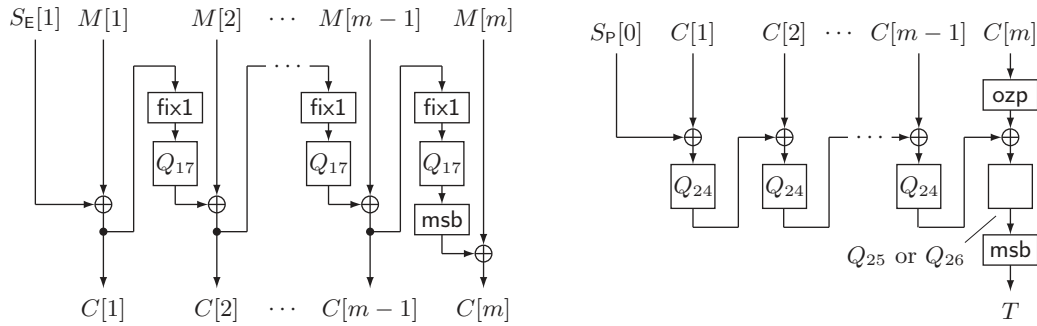 S_E[1] M[1] M[2] ··· M[m − 1] M[m]
fix1 fix1 fix1
Q_17 Q_17 Q_17
msb
C[1] C[2] ··· C[m − 1] C[m]
S_P[0] C[1] C[2] ··· C[m − 1] C[m]
ozp
Q_24 Q_24 Q_24
Q_25 or Q_26 msb
T